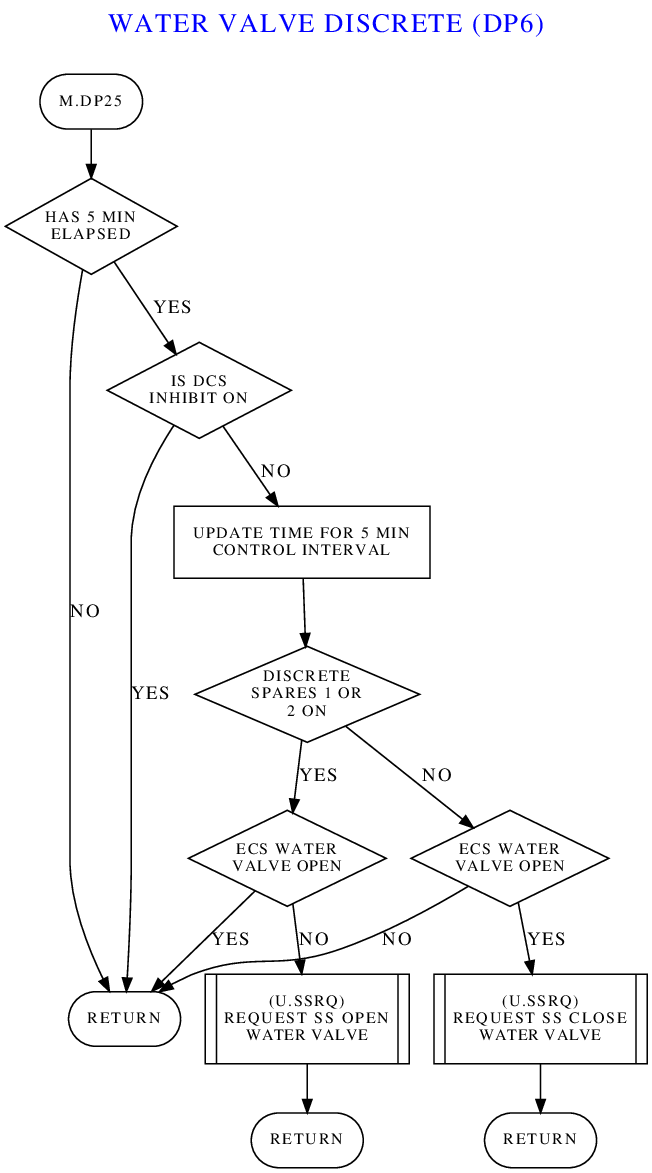 WATER VALVE DISCRETE (DP6)
M.DP25
HAS 5 MIN
ELAPSED
YES
IS DCS
INHIBIT ON
NO
UPDATE TIME FOR 5 MIN
CONTROL INTERVAL
NO
DISCRETE
SPARES 1 OR
2 ON
YES
YES
NO
ECS WATER
VALVE OPEN
ECS WATER
VALVE OPEN
YES
NO
NO
YES
RETURN
(U.SSRQ)
REQUEST SS OPEN
WATER VALVE
(U.SSRQ)
REQUEST SS CLOSE
WATER VALVE
RETURN
RETURN